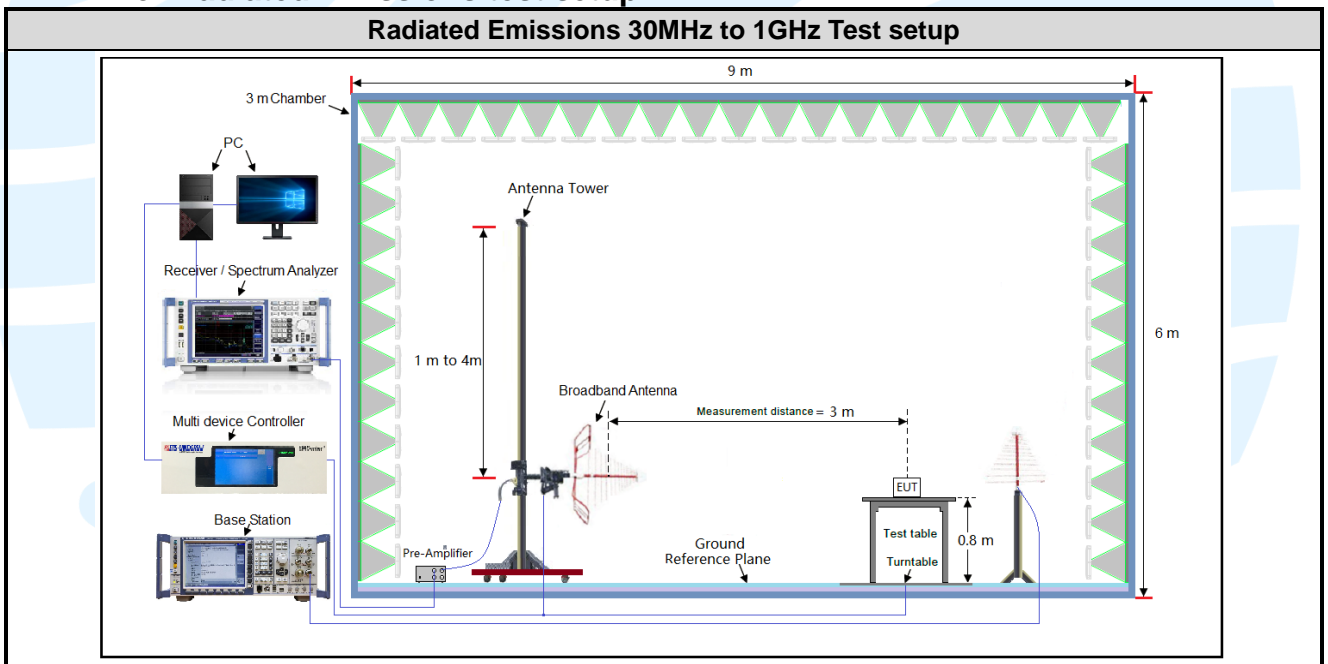 Radiated Emissions 30MHz to 1GHz Test setup
9 m
3 m Chamber
PC
Antenna Tower
Receiver / Spectrum Analyzer
1 m to 4m
6 m
Broadband Antenna
Measurement distance = 3 m
Multi device Controller
EUT
Base Station
Pre-Amplifier
Ground
Reference Plane
Test table
0.8 m
Turntable